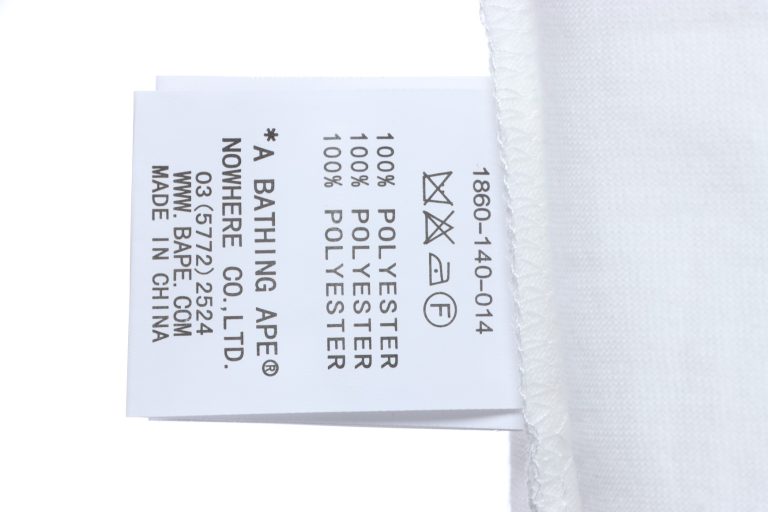 1860-140-014
F
100% POLYESTER
100% POLYESTER
100% POLYESTER
*A BATHING APE®
NOWHERE CO.,LTD.
03(5772)2524
WWW.BAPE.COM
MADE IN CHINA